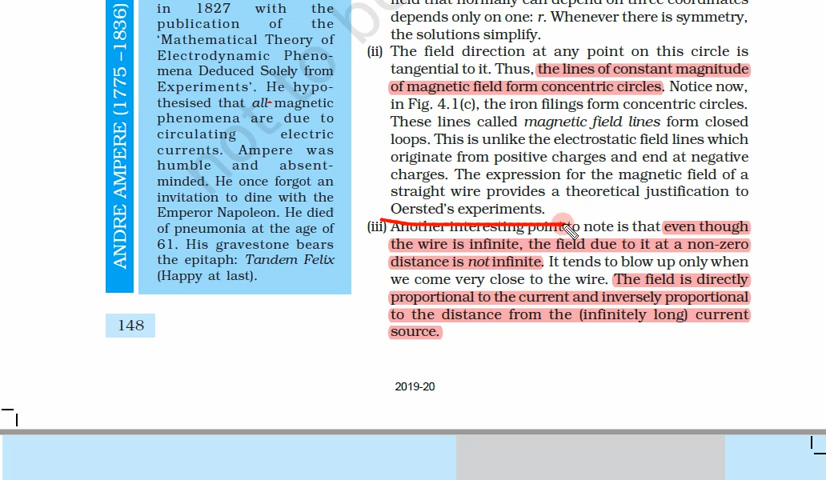 ANDRE AMPERE (1775 –1836)
in 1827 with the
publication of the
'Mathematical Theory of
Electrodynamic Pheno-
mena Deduced Solely from
Experiments'. He hypo-
thesised that all magnetic
phenomena are due to
circulating electric
currents. Ampere was
humble and absent-
minded. He once forgot an
invitation to dine with the
Emperor Napoleon. He died
of pneumonia at the age of
61. His gravestone bears
the epitaph: Tandem Felix
(Happy at last).
148
field that normally can depend on three coordinates
depends only on one: r. Whenever there is symmetry,
the solutions simplify.
(ii) The field direction at any point on this circle is
tangential to it. Thus, the lines of constant magnitude
of magnetic field form concentric circles. Notice now,
in Fig. 4.1(c), the iron filings form concentric circles.
These lines called magnetic field lines form closed
loops. This is unlike the electrostatic field lines which
originate from positive charges and end at negative
charges. The expression for the magnetic field of a
straight wire provides a theoretical justification to
Oersted's experiments.
(iii) Another interesting point to note is that even though
the wire is infinite, the field due to it at a non-zero
distance is not infinite. It tends to blow up only when
we come very close to the wire. The field is directly
proportional to the current and inversely proportional
to the distance from the (infinitely long) current
source.
not to b
2019-20